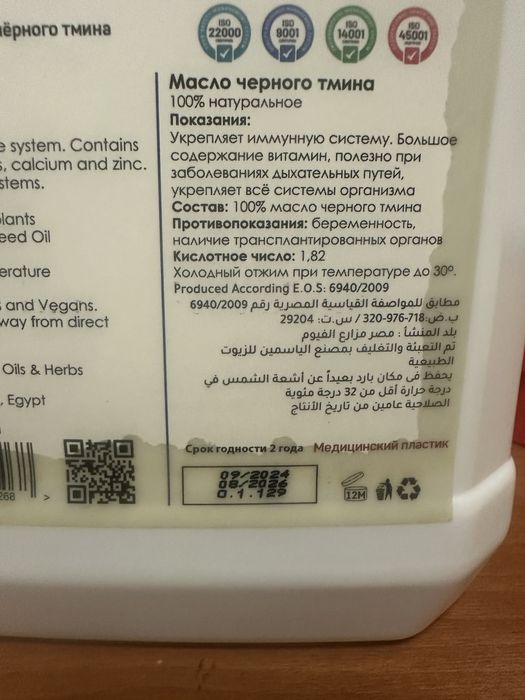 ёрного тмина
ISO
22000
ISO
9001
ISO
14001
ISO
45001
e system. Contains
s, calcium and zinc.
stems.
lants
eed Oil
erature
s and Vegans.
way from direct
Oils & Herbs
, Egypt
268 >
Масло черного тмина
100% натуральное
Показания:
Укрепляет иммунную систему. Большое
содержание витамин, полезно при
заболеваниях дыхательных путей,
укрепляет всё системы организма
Состав: 100% масло черного тмина
Противопоказания: беременность,
наличие трансплантированных органов
Кислотное число: 1,82
Холодный отжим при температуре до 30º.
Produced According E.O.S: 6940/2009
مطابق للمواصفة القياسية المصرية رقم 6940/2009
ب.ض:718-976-320 / س.ت: 29204
بلد المنشأ : مصر مزارع الفيوم
تم التعبئة والتغليف بمصنع الياسمين للزيوت
الطبيعية
يحفظ فى مكان بارد بعيداً عن أشعة الشمس في
درجة حرارة أقل من 32 درجة مئوية
الصلاحية عامين من تاريخ الأنتاج
Срок годности 2 года Медицинский пластик
09/2024
08/2026
0.1.129
12M